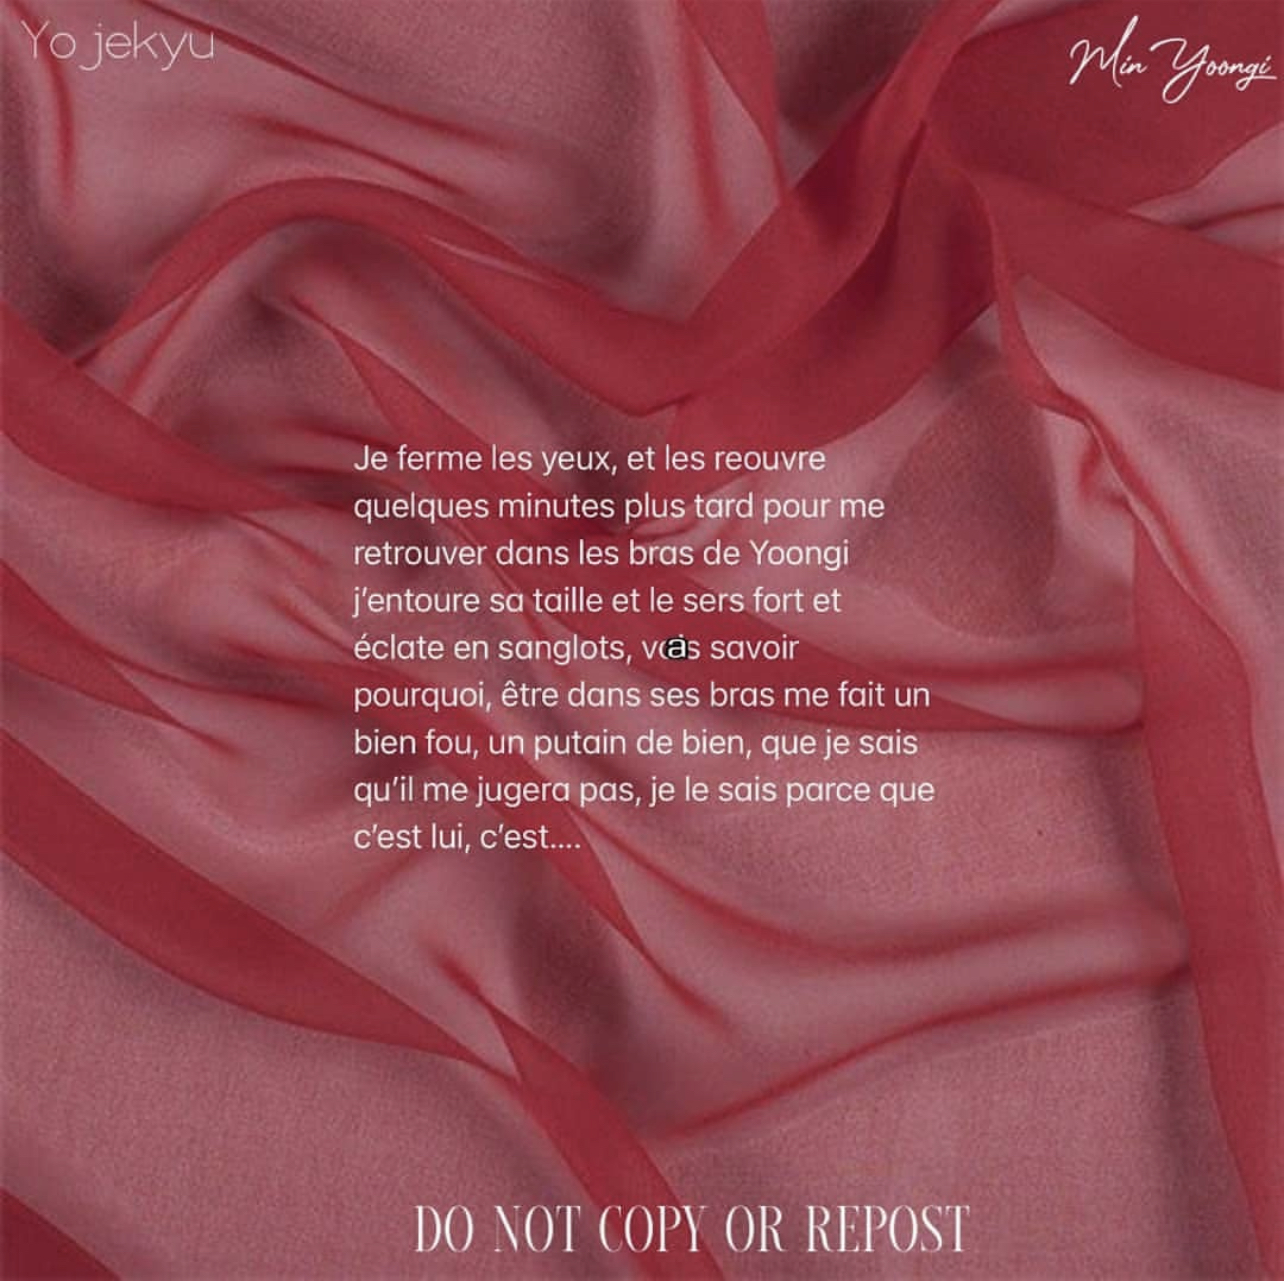 Yo jekyu
Min Yoongi
Je ferme les yeux, et les reouvre
quelques minutes plus tard pour me
retrouver dans les bras de Yoongi
j’entoure sa taille et le sers fort et
éclate en sanglots, vas savoir
pourquoi, être dans ses bras me fait un
bien fou, un putain de bien, que je sais
qu’il me jugera pas, je le sais parce que
c’est lui, c’est....
DO NOT COPY OR REPOST